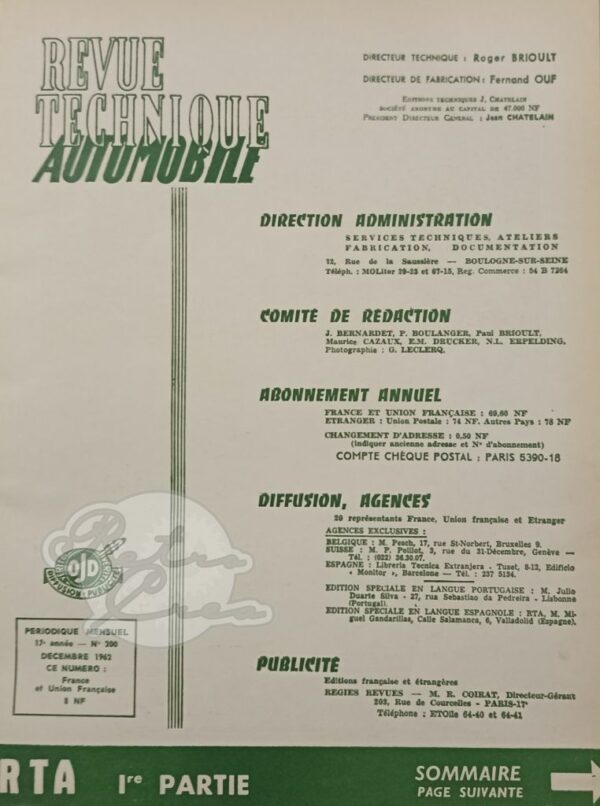 REVUE
TECHNIQUE
AUTOMOBILE
DIRECTEUR TECHNIQUE : Roger BRIOULT
DIRECTEUR DE FABRICATION : Fernand OUF
EDITIONS TECHNIQUES J. CHATELAIN
SOCIÉTÉ ANONYME AU CAPITAL DE 47.000 NF
PRESIDENT DIRECTEUR GENERAL : Jean CHATELAIN
DIRECTION ADMINISTRATION
SERVICES TECHNIQUES, ATELIERS
FABRICATION, DOCUMENTATION
12, Rue de la Saussière — BOULOGNE-SUR-SEINE
Téléph. : MOLitor 29-23 et 67-15, Reg. Commerce : 54 B 7264
COMITÉ DE RÉDACTION
J. BERNARDET, P. BOULANGER, Paul BRIOULT,
Maurice CAZAUX, E.M. DRUCKER, N.L. ERPELDING,
Photographie : G. LECLERQ.
ABONNEMENT ANNUEL
FRANCE ET UNION FRANÇAISE : 69,60 NF
ETRANGER : Union Postale : 74 NF. Autres Pays : 78 NF
CHANGEMENT D'ADRESSE : 0,50 NF
(indiquer ancienne adresse et N° d'abonnement)
COMPTE CHÈQUE POSTAL : PARIS 5390-18
DIFFUSION, AGENCES
20 représentants France, Union française et Etranger
AGENCES EXCLUSIVES :
BELGIQUE : M. Pesch, 17, rue St-Norbert, Bruxelles 9.
SUISSE : M. P. Poillot, 3, rue du 31-Décembre, Genève —
Tél. : (022) 36.30.07.
ESPAGNE : Libreria Tecnica Extranjera - Tuset, 8-12, Edificio
« Monitor », Barcelone — Tél. : 237 5134.
EDITION SPECIALE EN LANGUE PORTUGAISE : M. Julio
Duarte Silva - 27, rua Sebastiao da Pedreira - Lisbonne
(Portugal).
EDITION SPECIALE EN LANGUE ESPAGNOLE : RTA, M. Miguel
Gandarillas, Calle Salamanca, 6, Valladolid (Espagne).
PUBLICITÉ
Editions française et étrangères
REGIES REVUES — M. R. COIRAT, Directeur-Gérant
203, Rue de Courcelles - PARIS-17°
Téléphone : ETOile 64-40 et 64-41
OJD
DIFFUSION PUBLICITÉ
Retro Crea
PERIODIQUE MENSUEL
17° année — N° 200
DECEMBRE 1962
CE NUMERO :
France
et Union Française
8 NF
RTA Ire PARTIE
SOMMAIRE
PAGE SUIVANTE